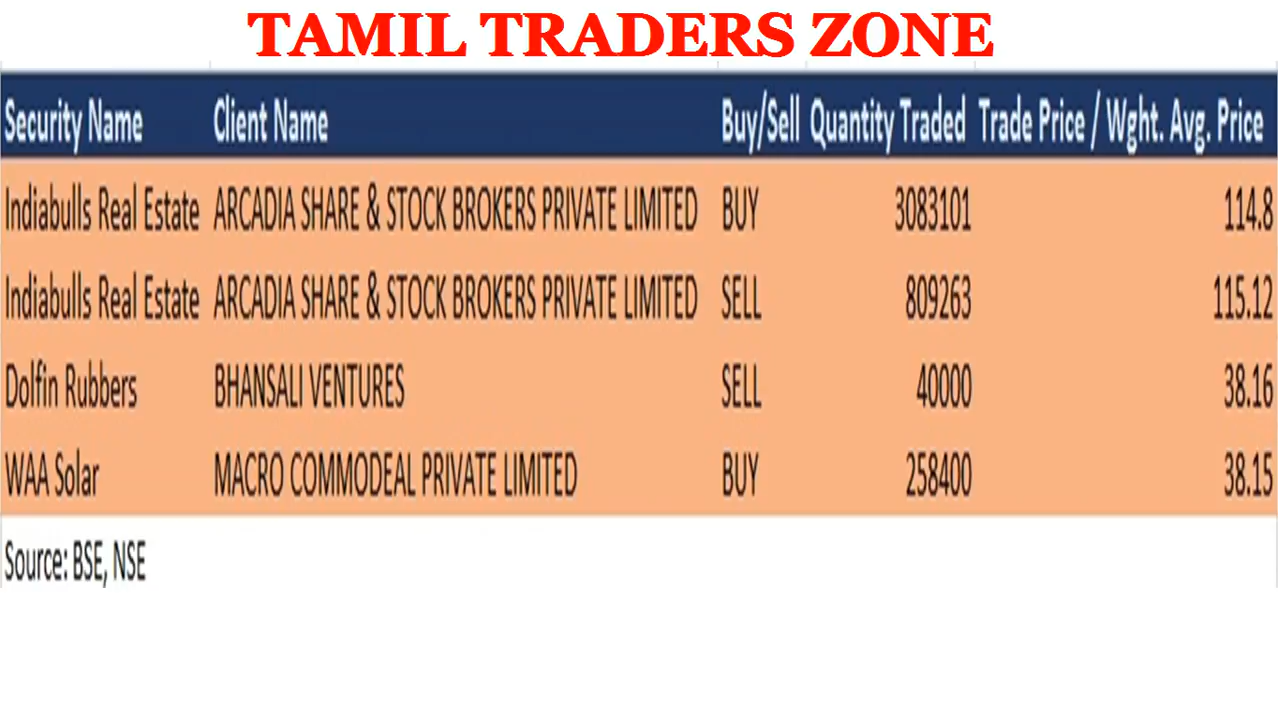 TAMIL TRADERS ZONE
Security Name Client Name Buy/Sell Quantity Traded Trade Price / Wght. Avg. Price
Indiabulls Real Estate ARCADIA SHARE & STOCK BROKERS PRIVATE LIMITED BUY 3083101 114.8
Indiabulls Real Estate ARCADIA SHARE & STOCK BROKERS PRIVATE LIMITED SELL 809263 115.12
Dolfin Rubbers BHANSALI VENTURES SELL 40000 38.16
WAA Solar MACRO COMMODEAL PRIVATE LIMITED BUY 258400 38.15
Source: BSE, NSE